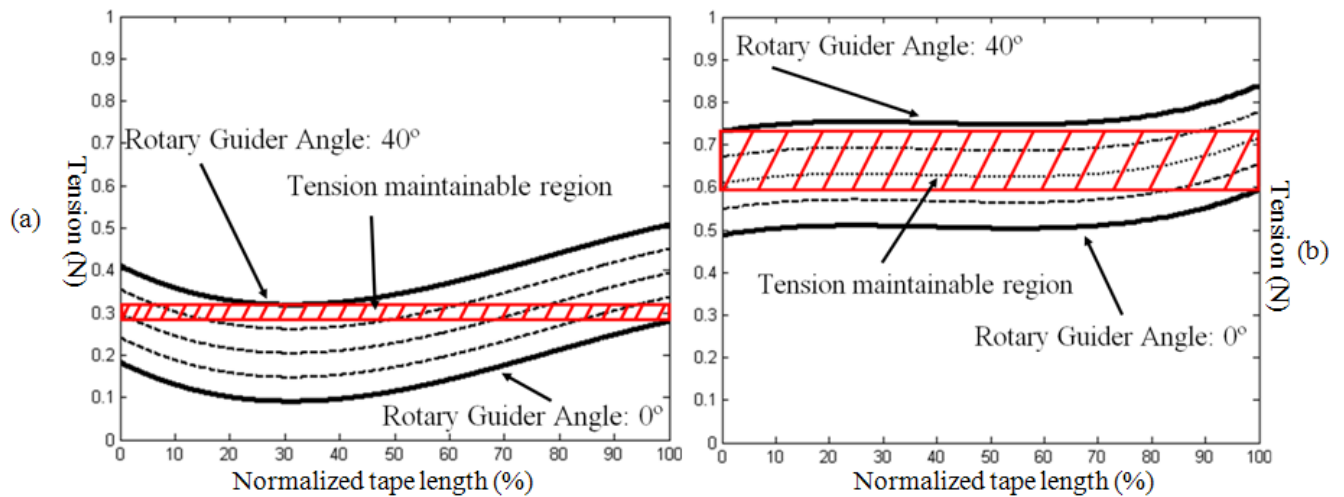 (a)
Tension (N)
1
0.9
0.8
0.7
0.6
0.5
0.4
0.3
0.2
0.1
0
Rotary Guider Angle: 40º
Tension maintainable region
Rotary Guider Angle: 0º
0 10 20 30 40 50 60 70 80 90 100
Normalized tape length (%)
1
0.9
0.8
0.7
0.6
0.5
0.4
0.3
0.2
0.1
0
Rotary Guider Angle: 40º
Tension maintainable region
Rotary Guider Angle: 0º
0 10 20 30 40 50 60 70 80 90 100
Normalized tape length (%)
Tension (N)
(b)